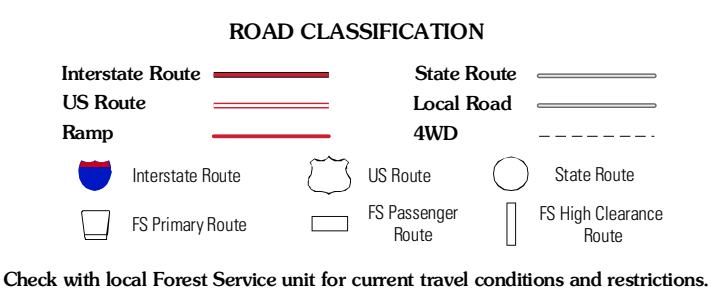 ROAD CLASSIFICATION
Interstate Route
State Route
US Route
Local Road
Ramp
4WD
Interstate Route
US Route
State Route
FS Primary Route
FS Passenger
Route
FS High Clearance
Route
Check with local Forest Service unit for current travel conditions and restrictions.